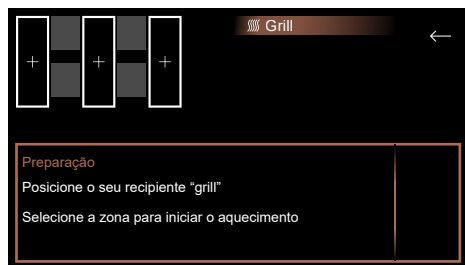 Grill
Preparação
Posicione o seu recipiente “grill”
Selecione a zona para iniciar o aquecimento